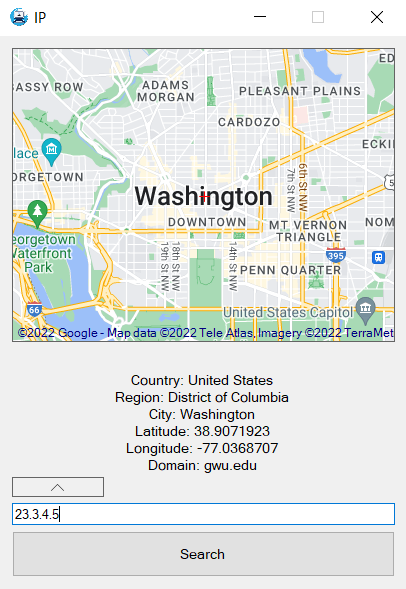 IP
ASSY ROW
ADAMS
MORGAN
PLEASANT PLAINS
CARDOZO
ECKI
lace
ORGETOWN
Washington
6th St NW
7th St NW
DOWNTOWN
MT VERNON
TRIANGLE
NOM
eorgetown
Waterfront
Park
18th St NW
19th St NW
14th St NW
395
PENN QUARTER
66
United States Capitol
©2022 Google - Map data ©2022 Tele Atlas, Imagery ©2022 TerraMet
Country: United States
Region: District of Columbia
City: Washington
Latitude: 38.9071923
Longitude: -77.0368707
Domain: gwu.edu
23.3.4.5
Search